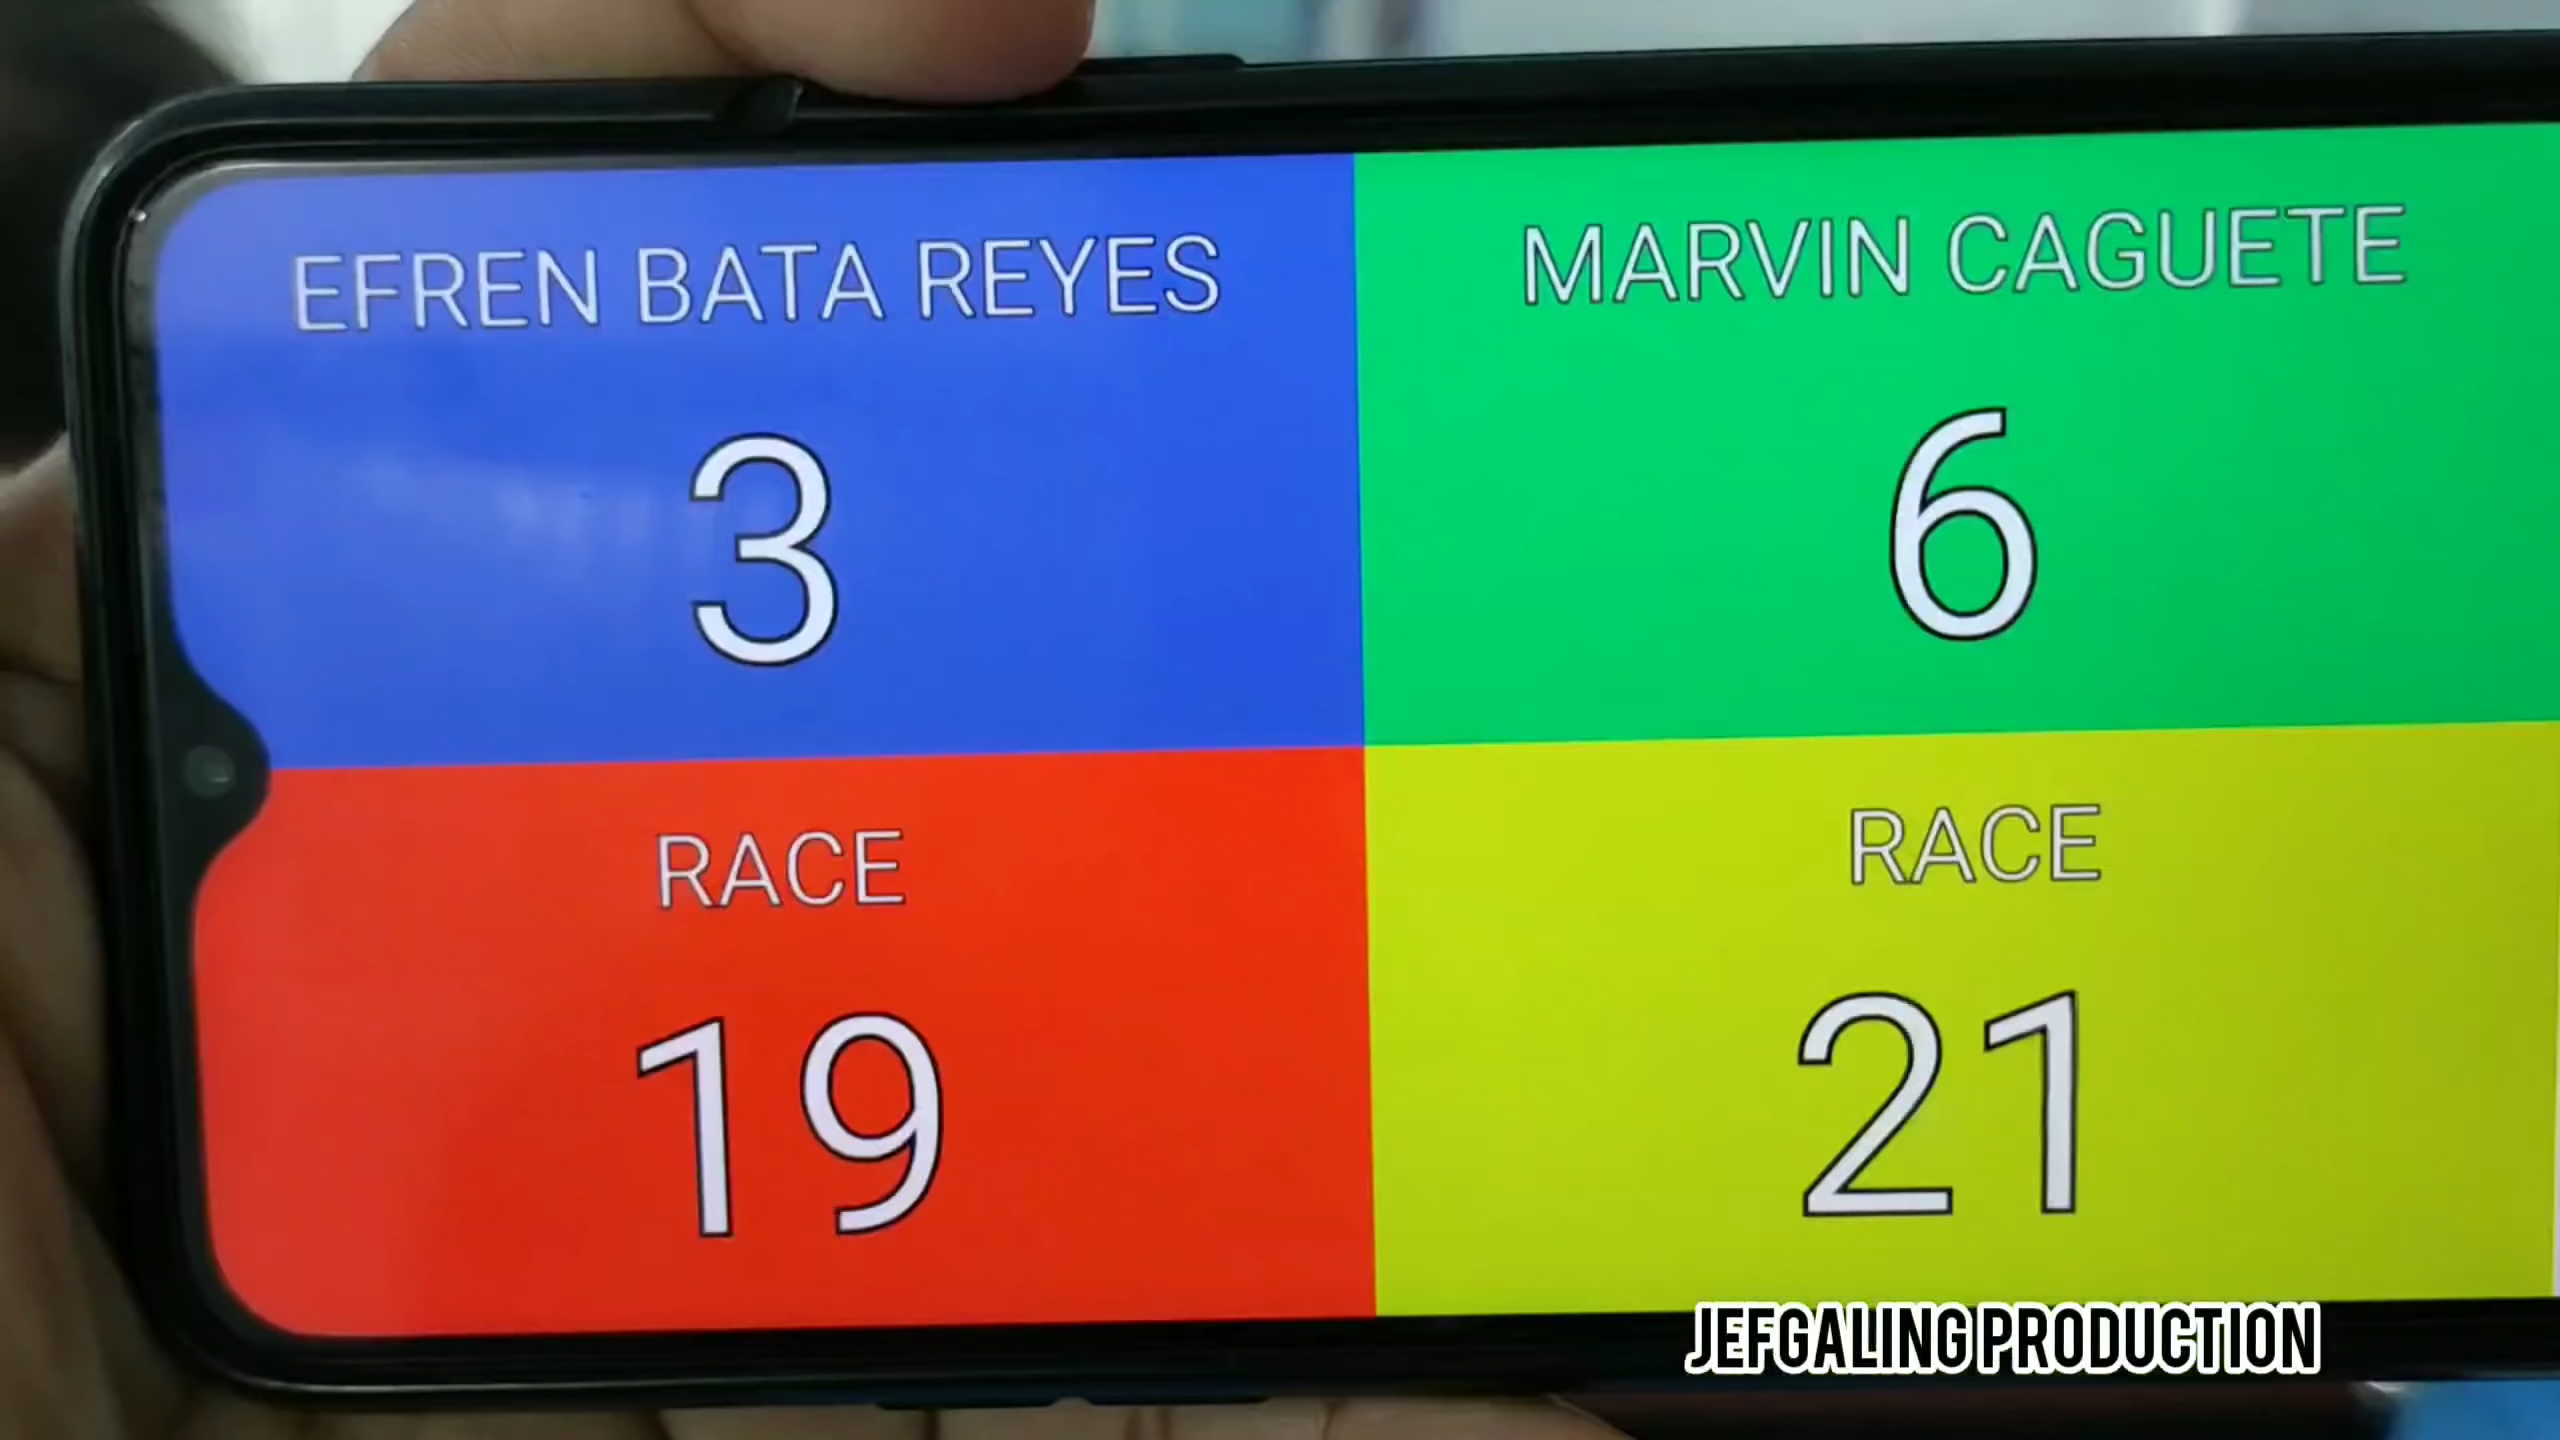 EFREN BATA REYES
3
MARVIN CAGUETE
6
RACE
19
RACE
21
JEFGALING PRODUCTION